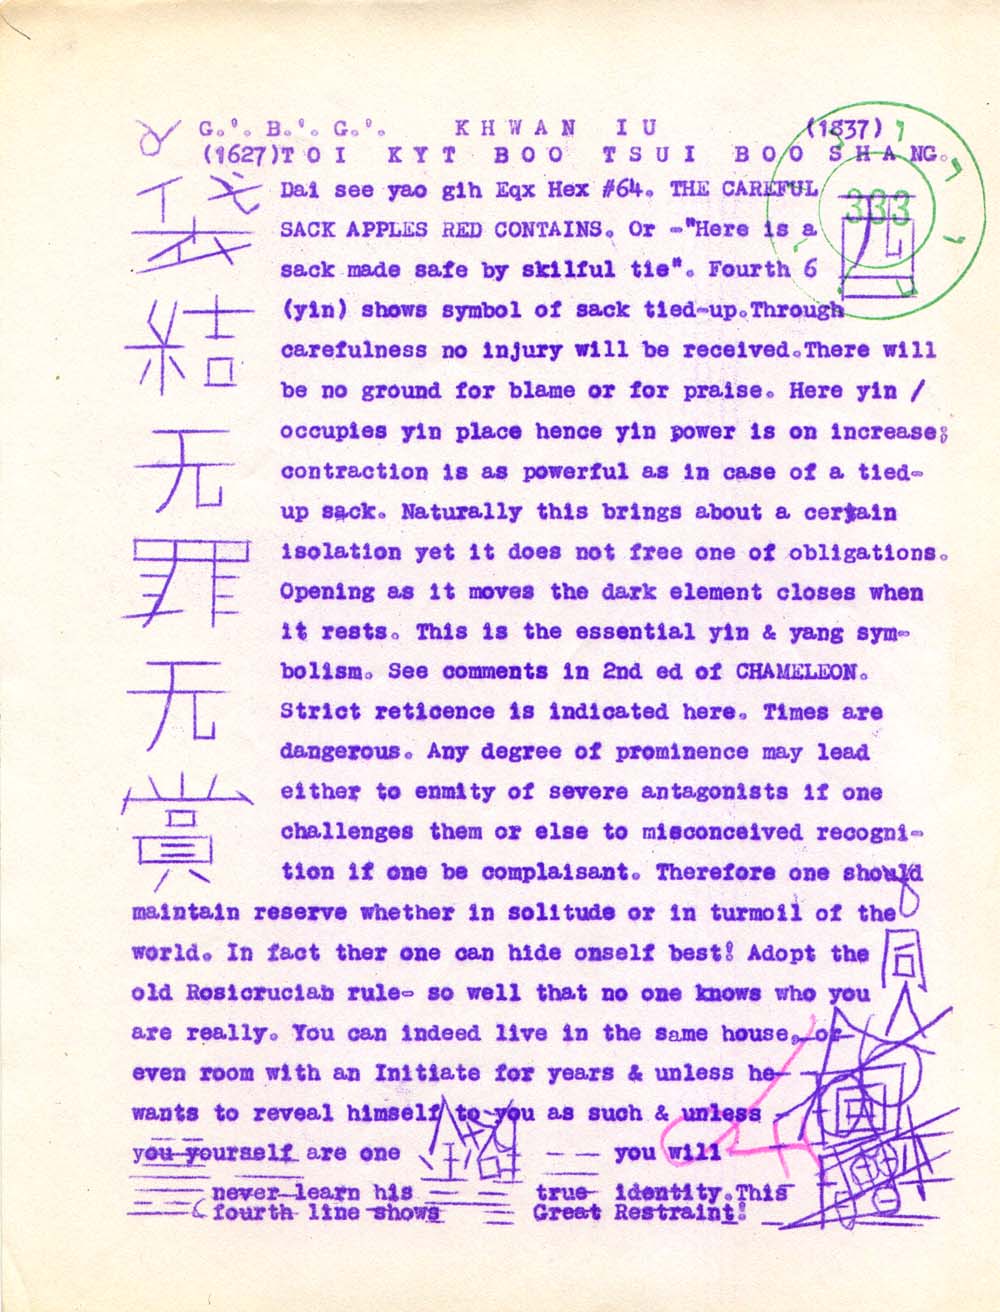 G.'. B.'. G.'. KHWAN IU (1837)
(1627)TOI KYT BOO TSUI BOO SHANG.
Dai see yao gih Eqx Hex #64. THE CAREFUL
333
SACK APPLES RED CONTAINS. Or -"Here is a
sack made safe by skilful tie". Fourth 6
(yin) shows symbol of sack tied-up.Through
carefulness no injury will be received.There will
be no ground for blame or for praise. Here yin /
occupies yin place hence yin power is on increase;
contraction is as powerful as in case of a tied-
up sack. Naturally this brings about a certain
isolation yet it does not free one of obligations.
Opening as it moves the dark element closes when
it rests. This is the essential yin & yang sym-
bolism. See comments in 2nd ed of CHAMELEON.
Strict reticence is indicated here. Times are
dangerous. Any degree of prominence may lead
either to enmity of severe antagonists if one
challenges them or else to misconceived recogni-
tion if one be complaisant. Therefore one should
maintain reserve whether in solitude or in turmoil of the
world. In fact ther one can hide onself best! Adopt the
old Rosicruciah rule- so well that no one knows who you
are really. You can indeed live in the same house, or
even room with an Initiate for years & unless he
wants to reveal himself to you as such & unless
you yourself are one you will
never learn his true identity.This
fourth line shows Great Restraint!
結
无
无